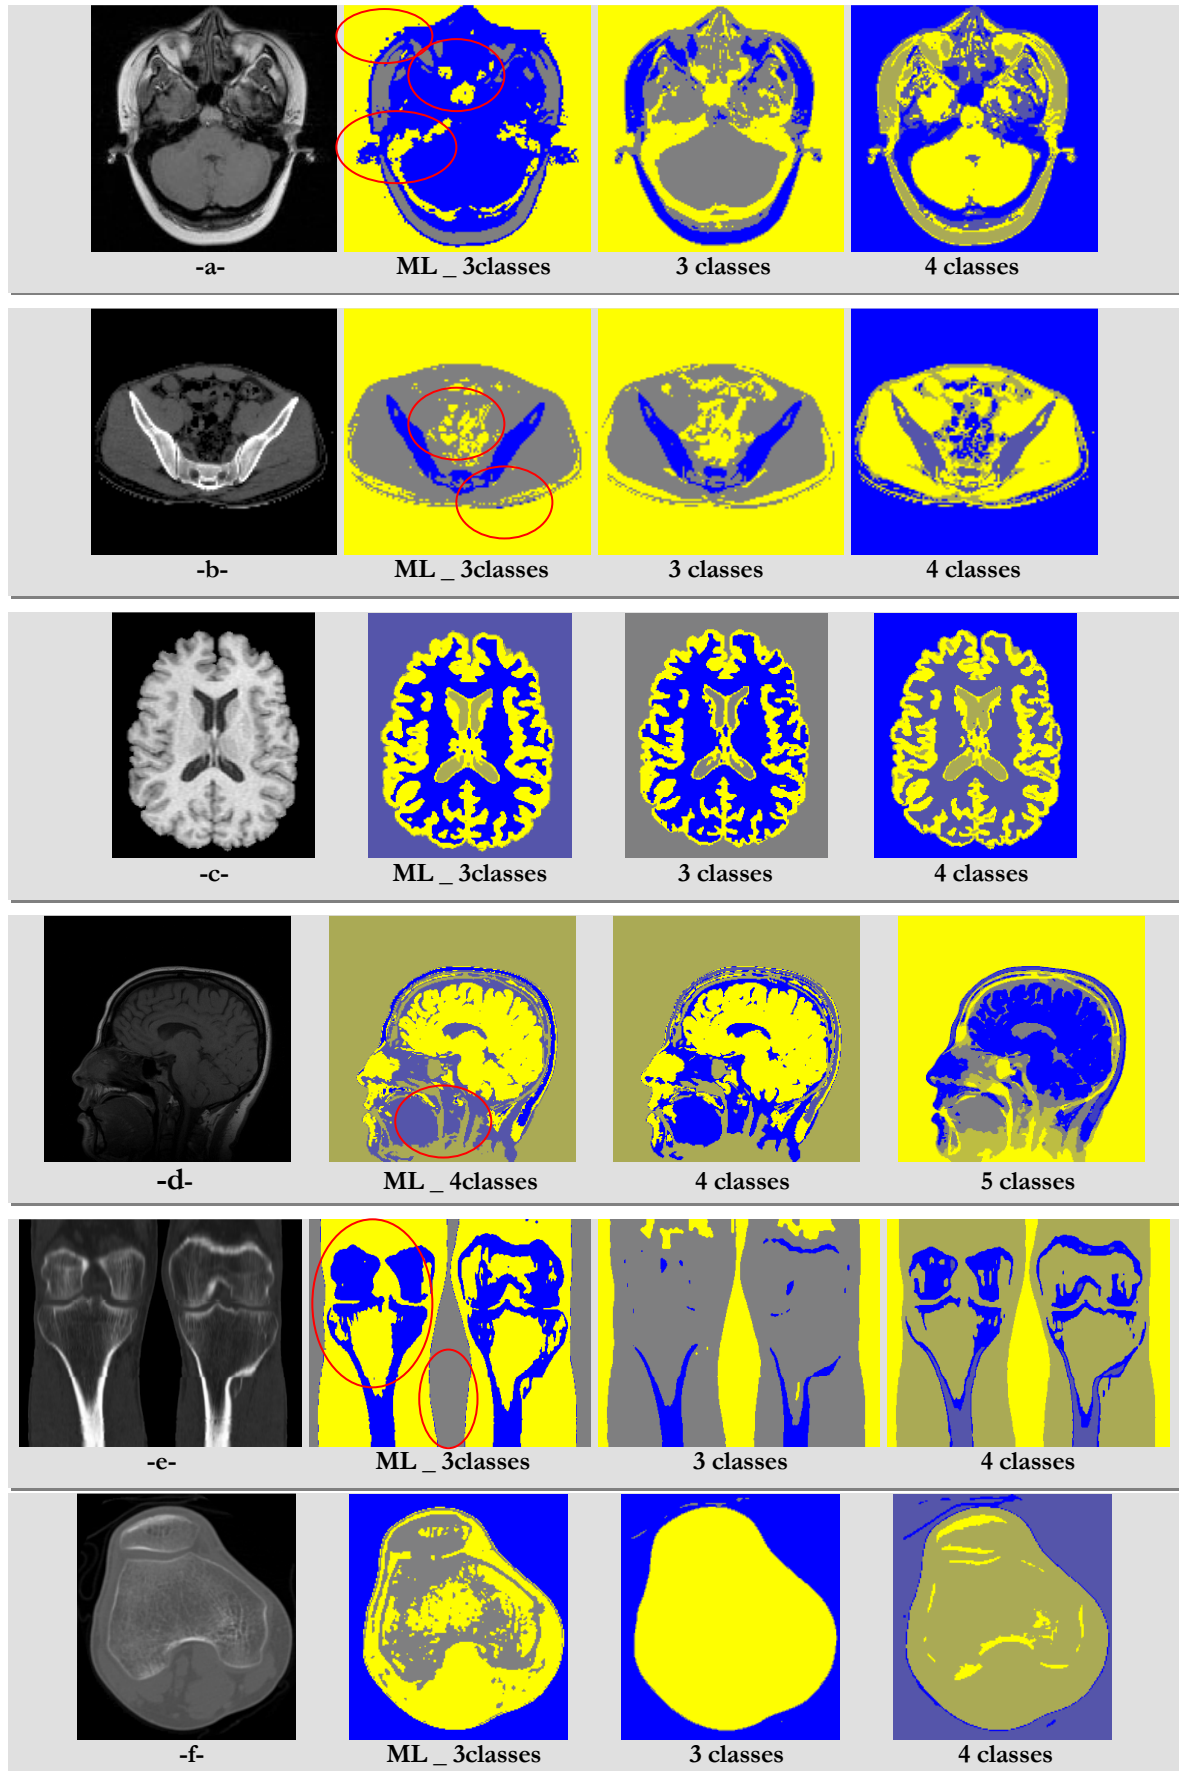 -a- ML _ 3classes 3 classes 4 classes
-b- ML _ 3classes 3 classes 4 classes
-c- ML _ 3classes 3 classes 4 classes
-d- ML _ 4classes 4 classes 5 classes
-e- ML _ 3classes 3 classes 4 classes
-f- ML _ 3classes 3 classes 4 classes